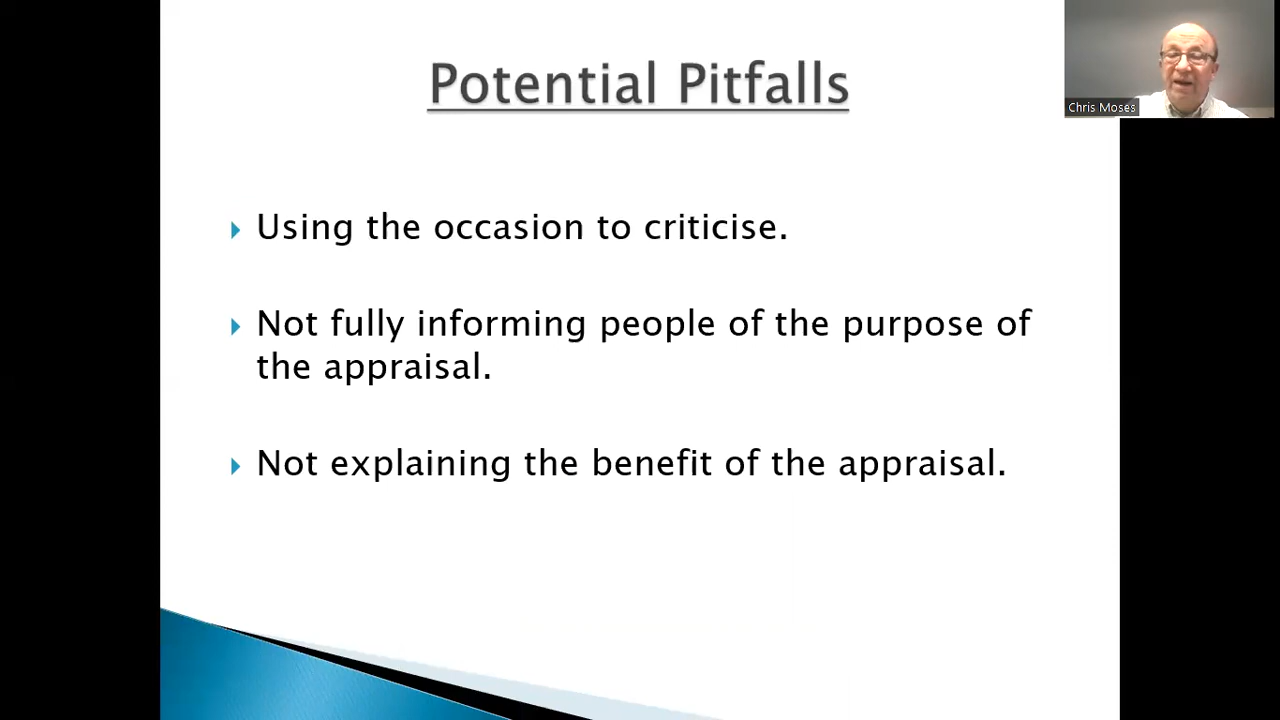 Potential Pitfalls
Chris Moses
Using the occasion to criticise.
Not fully informing people of the purpose of
the appraisal.
Not explaining the benefit of the appraisal.